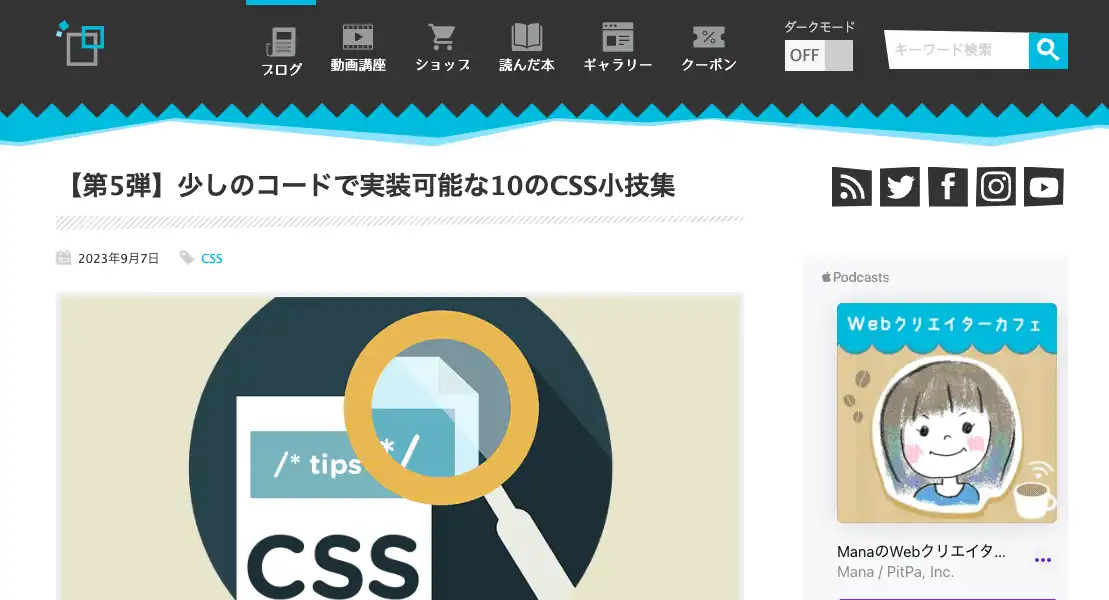 ブログ
動画講座
ショップ
読んだ本
ギャラリー
クーポン
ダークモード
OFF
キーワード検索
【第5弾】少しのコードで実装可能な10のCSS小技集
2023年9月7日
CSS
/* tips */
CSS
Podcasts
Webクリエイターカフェ
ManaのWebクリエイタ...
Mana / PitPa, Inc.